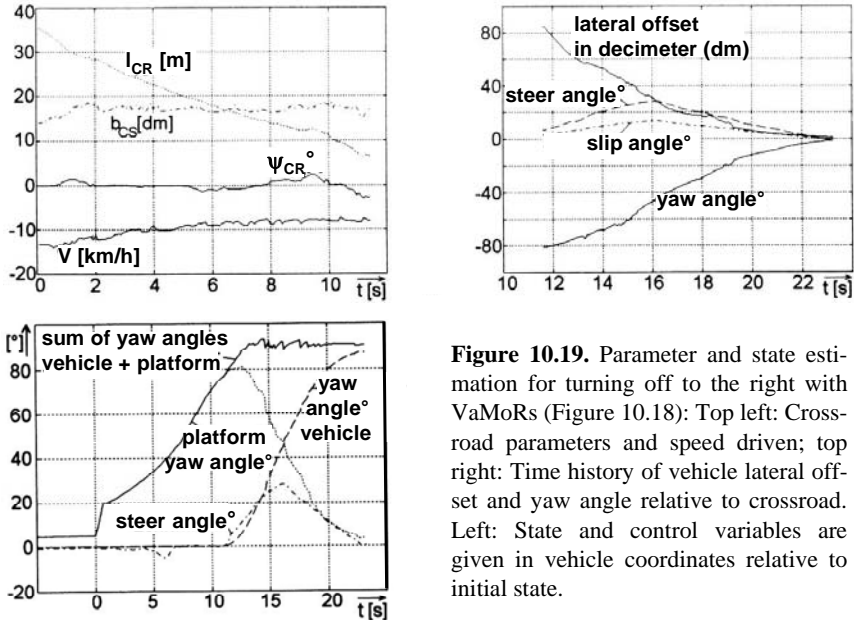 40
30
20
10
0
-10
-20
l_CR [m]
b_CS[dm]
Ψ_CR°
V [km/h]
0 2 4 6 8 10
t [s]
80
40
0
-40
-80
lateral offset
in decimeter (dm)
steer angle°
slip angle°
yaw angle°
10 12 14 16 18 20 22
t [s]
[°]
80
60
40
20
0
-20
sum of yaw angles
vehicle + platform
yaw
angle°
vehicle
platform
yaw angle°
steer angle°
0 5 10 15 20
t [s]
Figure 10.19. Parameter and state esti-
mation for turning off to the right with
VaMoRs (Figure 10.18): Top left: Cross-
road parameters and speed driven; top
right: Time history of vehicle lateral off-
set and yaw angle relative to crossroad.
Left: State and control variables are
given in vehicle coordinates relative to
initial state.